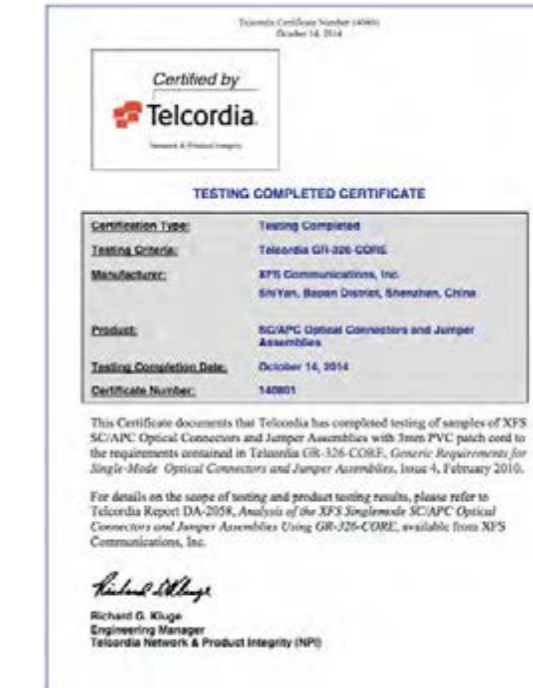 Telcordia Certificate Number 140801
October 14, 2014
Certified by
Telcordia.
Network & Product Integrity
TESTING COMPLETED CERTIFICATE
Certification Type: Testing Completed
Testing Criteria: Telcordia GR-326-CORE
Manufacturer: XFS Communications, Inc.
ShiYan, Baoan District, Shenzhen, China
Product: SC/APC Optical Connectors and Jumper
Assemblies
Testing Completion Date: October 14, 2014
Certificate Number: 140801
This Certificate documents that Telcordia has completed testing of samples of XFS
SC/APC Optical Connectors and Jumper Assemblies with 3mm PVC patch cord to
the requirements contained in Telcordia GR-326-CORE, Generic Requirements for
Single-Mode Optical Connectors and Jumper Assemblies, Issue 4, February 2010.
For details on the scope of testing and product testing results, please refer to
Telcordia Report DA-2058, Analysis of the XFS Singlemode SC/APC Optical
Connectors and Jumper Assemblies Using GR-326-CORE, available from XFS
Communications, Inc.
Richard G. Kluge
Engineering Manager
Telcordia Network & Product Integrity (NPI)